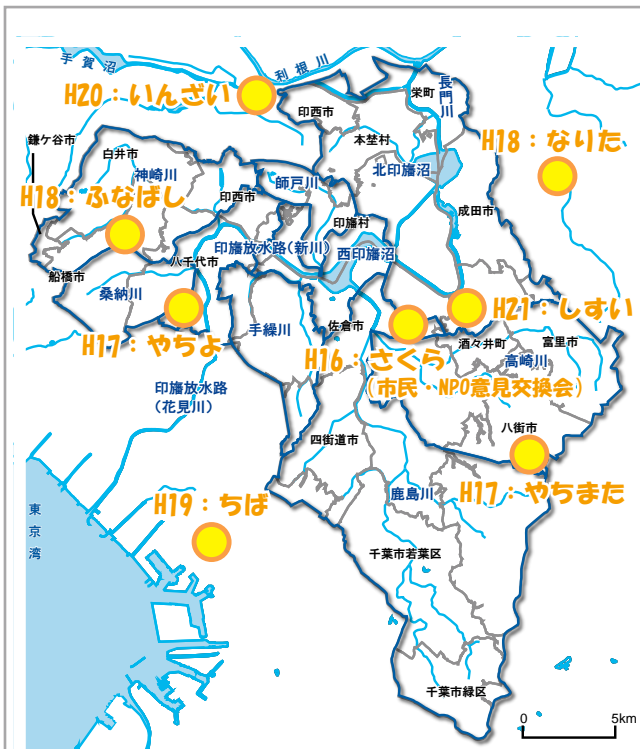 手賀沼
利根川
栄町
長門川
H20：いんざい
印西市
本埜村
鎌ケ谷市
白井市
神崎川
師戸川
北印旛沼
H18：なりた
H18：ふなばし
印西市
印旛村
成田市
船橋市
八千代市
印旛放水路（新川）
西印旛沼
桑納川
H17：やちよ
手繰川
佐倉市
H21：しすい
H16：さくら
（市民・NPO意見交換会）
酒々井町
富里市
高崎川
印旛放水路
（花見川）
四街道市
八街市
鹿島川
H17：やちまた
東京湾
H19：ちば
千葉市若葉区
千葉市緑区
0
5km